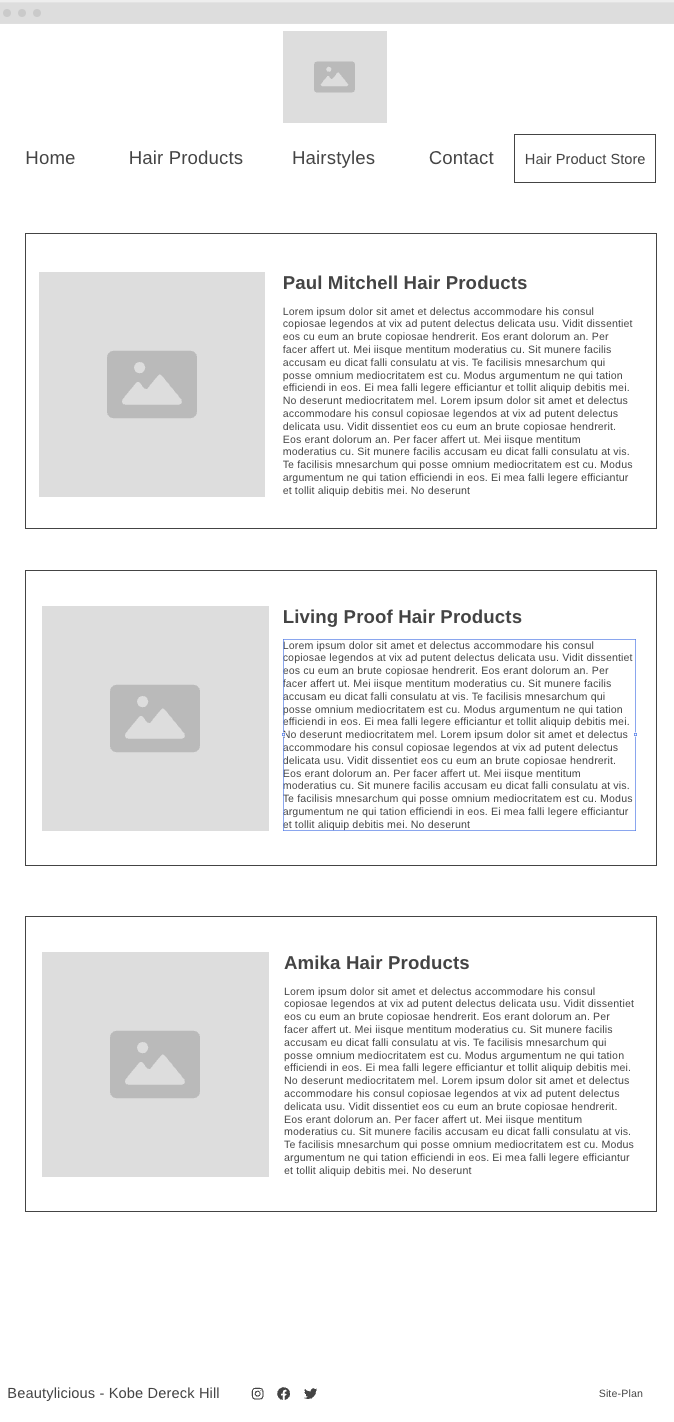 Home Hair Products Hairstyles Contact Hair Product Store
Paul Mitchell Hair Products
Lorem ipsum dolor sit amet et delectus accommodare his consul
copiosae legendos at vix ad putent delectus delicata usu. Vidit dissentiet
eos cu eum an brute copiosae hendrerit. Eos erant dolorum an. Per
facer affert ut. Mei iisque mentitum moderatius cu. Sit munere facilis
accusam eu dicat falli consulatu at vis. Te facilisis mnesarchum qui
posse omnium mediocritatem est cu. Modus argumentum ne qui tation
efficiendi in eos. Ei mea falli legere efficiantur et tollit aliquip debitis mei.
No deserunt mediocritatem mel. Lorem ipsum dolor sit amet et delectus
accommodare his consul copiosae legendos at vix ad putent delectus
delicata usu. Vidit dissentiet eos cu eum an brute copiosae hendrerit.
Eos erant dolorum an. Per facer affert ut. Mei iisque mentitum
moderatius cu. Sit munere facilis accusam eu dicat falli consulatu at vis.
Te facilisis mnesarchum qui posse omnium mediocritatem est cu. Modus
argumentum ne qui tation efficiendi in eos. Ei mea falli legere efficiantur
et tollit aliquip debitis mei. No deserunt
Living Proof Hair Products
Lorem ipsum dolor sit amet et delectus accommodare his consul
copiosae legendos at vix ad putent delectus delicata usu. Vidit dissentiet
eos cu eum an brute copiosae hendrerit. Eos erant dolorum an. Per
facer affert ut. Mei iisque mentitum moderatius cu. Sit munere facilis
accusam eu dicat falli consulatu at vis. Te facilisis mnesarchum qui
posse omnium mediocritatem est cu. Modus argumentum ne qui tation
efficiendi in eos. Ei mea falli legere efficiantur et tollit aliquip debitis mei.
No deserunt mediocritatem mel. Lorem ipsum dolor sit amet et delectus
accommodare his consul copiosae legendos at vix ad putent delectus
delicata usu. Vidit dissentiet eos cu eum an brute copiosae hendrerit.
Eos erant dolorum an. Per facer affert ut. Mei iisque mentitum
moderatius cu. Sit munere facilis accusam eu dicat falli consulatu at vis.
Te facilisis mnesarchum qui posse omnium mediocritatem est cu. Modus
argumentum ne qui tation efficiendi in eos. Ei mea falli legere efficiantur
et tollit aliquip debitis mei. No deserunt
Amika Hair Products
Lorem ipsum dolor sit amet et delectus accommodare his consul
copiosae legendos at vix ad putent delectus delicata usu. Vidit dissentiet
eos cu eum an brute copiosae hendrerit. Eos erant dolorum an. Per
facer affert ut. Mei iisque mentitum moderatius cu. Sit munere facilis
accusam eu dicat falli consulatu at vis. Te facilisis mnesarchum qui
posse omnium mediocritatem est cu. Modus argumentum ne qui tation
efficiendi in eos. Ei mea falli legere efficiantur et tollit aliquip debitis mei.
No deserunt mediocritatem mel. Lorem ipsum dolor sit amet et delectus
accommodare his consul copiosae legendos at vix ad putent delectus
delicata usu. Vidit dissentiet eos cu eum an brute copiosae hendrerit.
Eos erant dolorum an. Per facer affert ut. Mei iisque mentitum
moderatius cu. Sit munere facilis accusam eu dicat falli consulatu at vis.
Te facilisis mnesarchum qui posse omnium mediocritatem est cu. Modus
argumentum ne qui tation efficiendi in eos. Ei mea falli legere efficiantur
et tollit aliquip debitis mei. No deserunt
Beautylicious - Kobe Dereck Hill Site-Plan